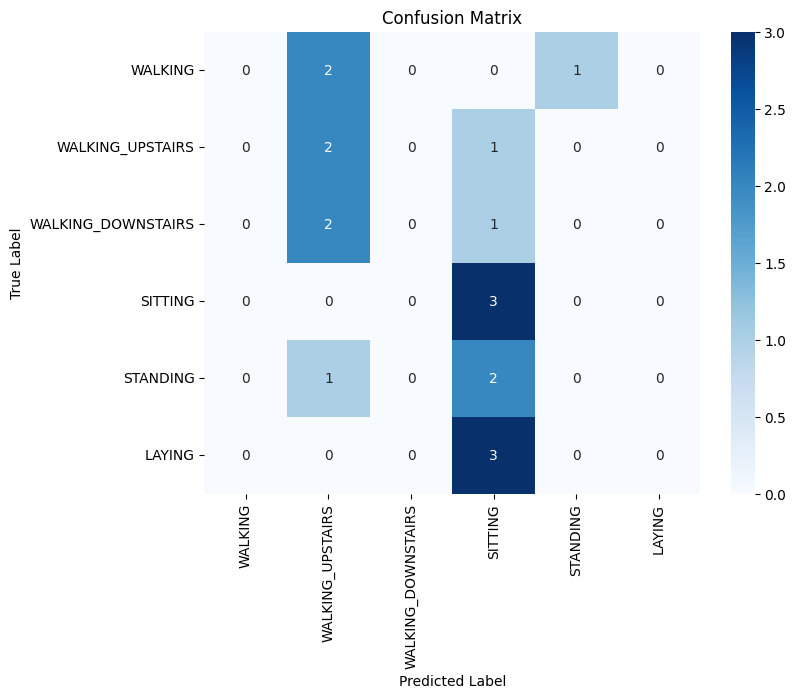 Confusion Matrix
True Label
WALKING 0 2 0 0 1 0
WALKING_UPSTAIRS 0 2 0 1 0 0
WALKING_DOWNSTAIRS 0 2 0 1 0 0
SITTING 0 0 0 3 0 0
STANDING 0 1 0 2 0 0
LAYING 0 0 0 3 0 0
WALKING WALKING_UPSTAIRS WALKING_DOWNSTAIRS SITTING STANDING LAYING
Predicted Label
3.0
2.5
2.0
1.5
1.0
0.5
0.0